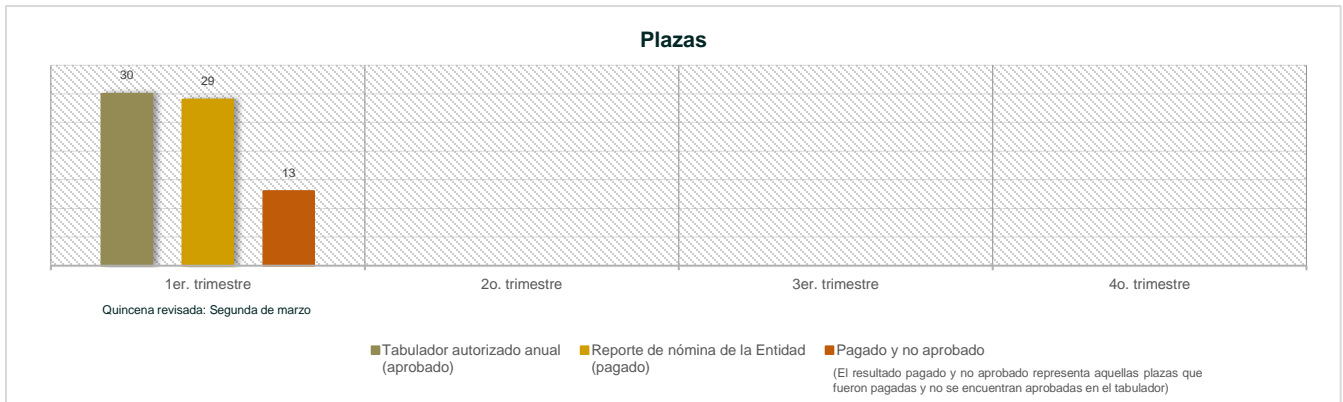 Plazas
30
29
13
1er. trimestre
2o. trimestre
3er. trimestre
4o. trimestre
Quincena revisada: Segunda de marzo
Tabulador autorizado anual
(aprobado)
Reporte de nómina de la Entidad
(pagado)
Pagado y no aprobado
(El resultado pagado y no aprobado representa aquellas plazas que
fueron pagadas y no se encuentran aprobadas en el tabulador)